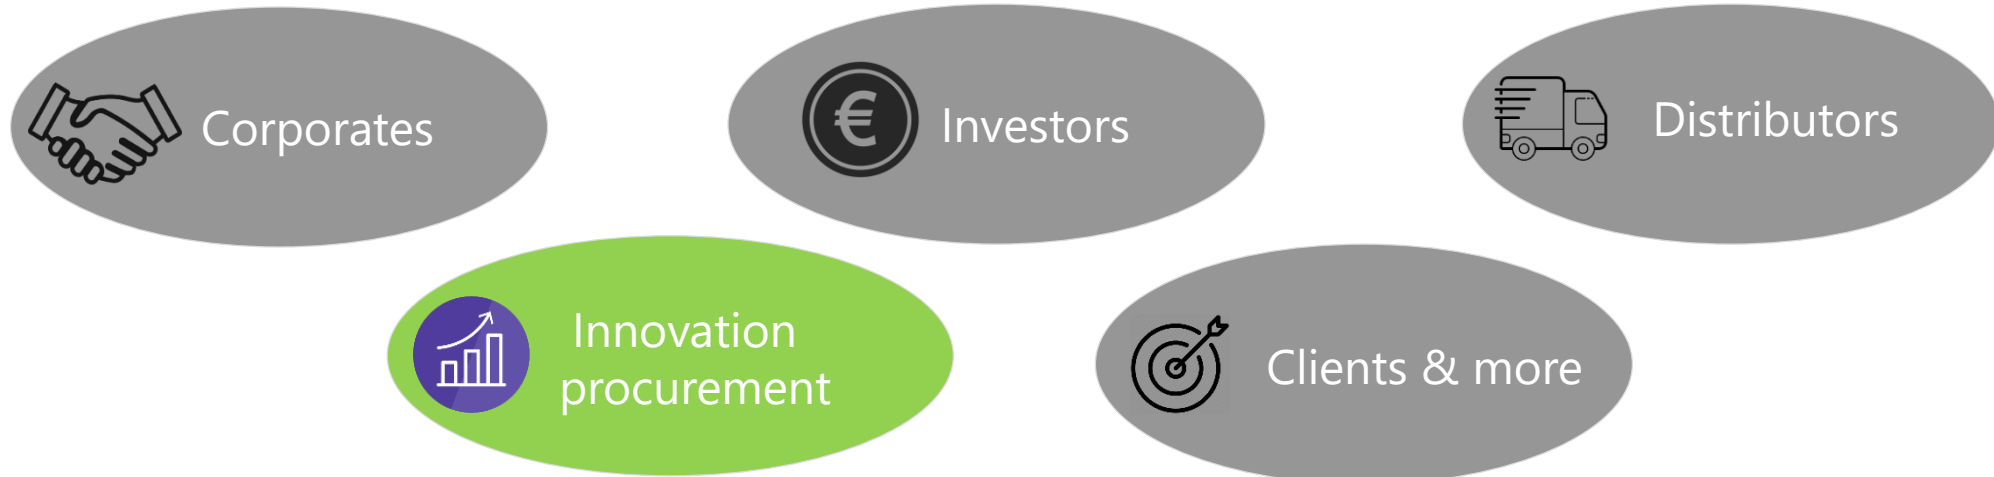 Corporates
€
Investors
Distributors
Innovation
procurement
Clients & more